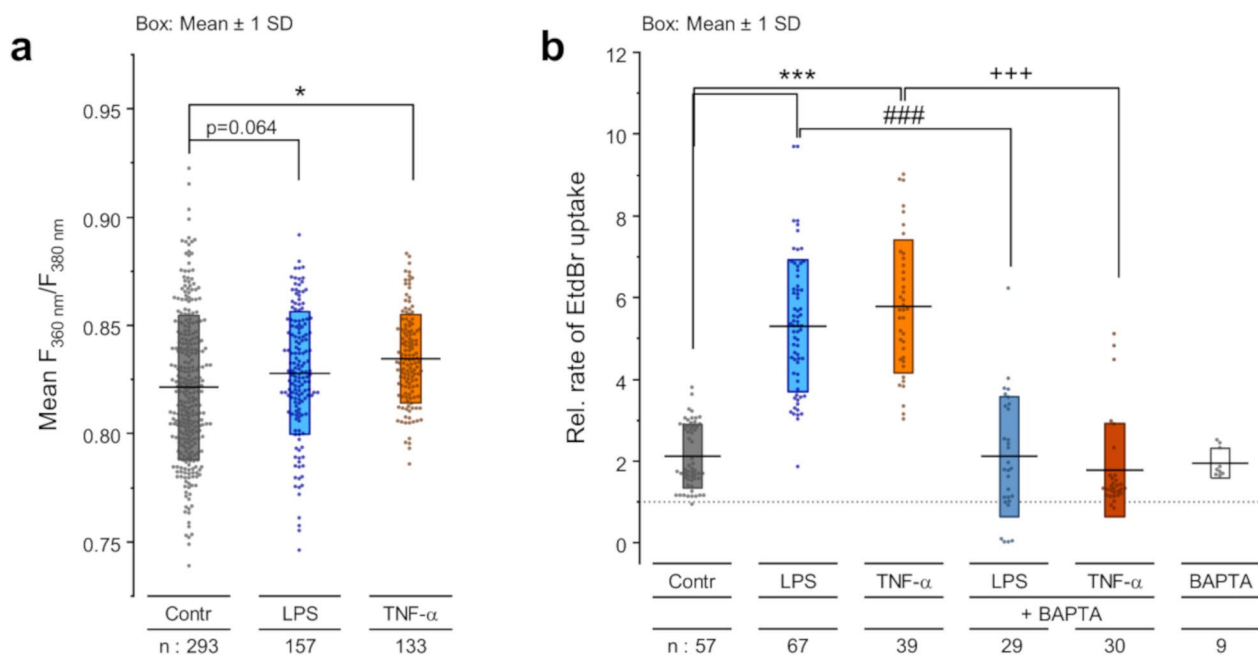 Box: Mean ± 1 SD
a
*
p=0.064
0.95
0.90
0.85
0.80
0.75
Mean F360 nm/F380 nm
Contr LPS TNF-α
n : 293 157 133
Box: Mean ± 1 SD
b
12
10
8
6
4
2
0
Rel. rate of EtdBr uptake
*** +++
###
Contr LPS TNF-α LPS TNF-α BAPTA
+ BAPTA
n : 57 67 39 29 30 9